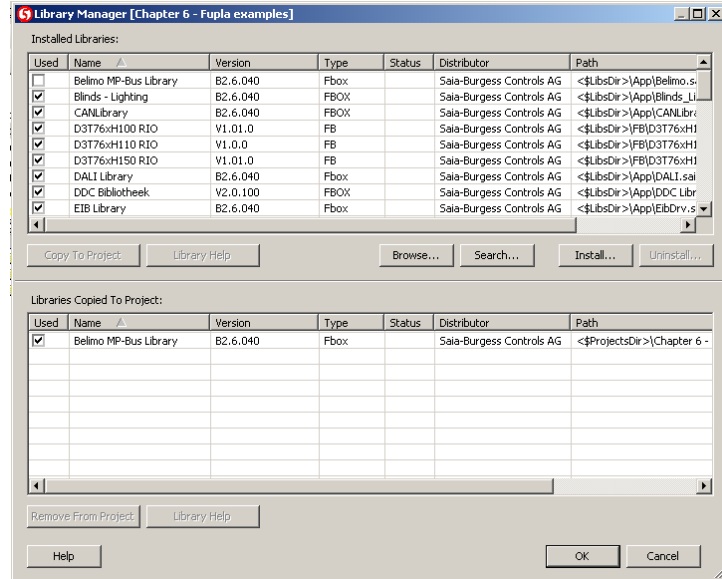 Library Manager [Chapter 6 - Fupla examples]
Installed Libraries:
Used Name Version Type Status Distributor Path
Belimo MP-Bus Library B2.6.040 Fbox Saia-Burgess Controls AG <$LibsDir>\App\Belimo.s
Blinds - Lighting B2.6.040 FBOX Saia-Burgess Controls AG <$LibsDir>\App\Blinds_Li
CANLibrary B2.6.040 FBOX Saia-Burgess Controls AG <$LibsDir>\App\CANLibra
D3T76xH100 RIO V1.01.0 FB Saia-Burgess Controls AG <$LibsDir>\FB\D3T76xH1
D3T76xH110 RIO V1.0.0 FB Saia-Burgess Controls AG <$LibsDir>\FB\D3T76xH1
D3T76xH150 RIO V1.01.0 FB Saia-Burgess Controls AG <$LibsDir>\FB\D3T76xH1
DALI Library B2.6.040 Fbox Saia-Burgess Controls AG <$LibsDir>\App\DALI.sai
DDC Bibliotheek V2.0.100 FBOX Saia-Burgess Controls AG <$LibsDir>\App\DDC Libr
EIB Library B2.6.040 Fbox Saia-Burgess Controls AG <$LibsDir>\App\EibDrv.s
Copy To Project Library Help Browse... Search... Install... Uninstall...
Libraries Copied To Project:
Used Name Version Type Status Distributor Path
Belimo MP-Bus Library B2.6.040 Fbox Saia-Burgess Controls AG <$ProjectsDir>\Chapter 6 -
Remove From Project Library Help
Help OK Cancel